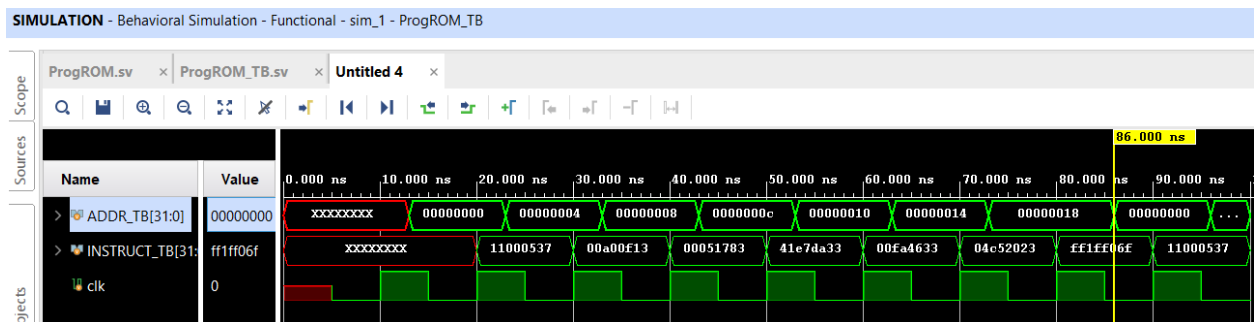 SIMULATION - Behavioral Simulation - Functional - sim_1 - ProgROM_TB
Scope
Sources
ojects
ProgROM.sv × ProgROM_TB.sv × Untitled 4 ×
86.000 ns
Name Value 0.000 ns 10.000 ns 20.000 ns 30.000 ns 40.000 ns 50.000 ns 60.000 ns 70.000 ns 80.000 ns 90.000 ns
ADDR_TB[31:0] 00000000 XXXXXXXX 00000000 00000004 00000008 0000000c 00000010 00000014 00000018 00000000 ...
INSTRUCT_TB[31: ff1ff06f XXXXXXXX 11000537 00a00f13 00051783 41e7da33 00fa4633 04c52023 ff1ff06f 11000537
clk 0